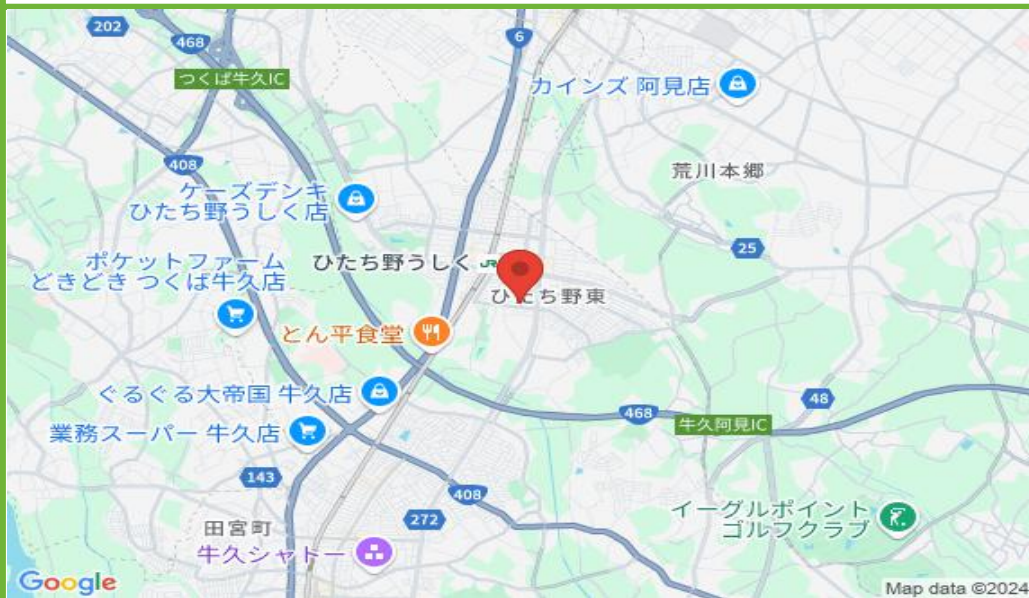 202
468
6
つくば牛久IC
カインズ 阿見店
408
荒川本郷
ケーズデンキ
ひたち野うしく店
25
ポケットファーム
どきどき つくば牛久店
ひたち野うしく
JR
ひたち野東
とん平食堂
ぐるぐる大帝国 牛久店
48
468
牛久阿見IC
業務スーパー 牛久店
143
408
272
イーグルポイント
ゴルフクラブ
田宮町
牛久シャトー
Google
Map data ©2024